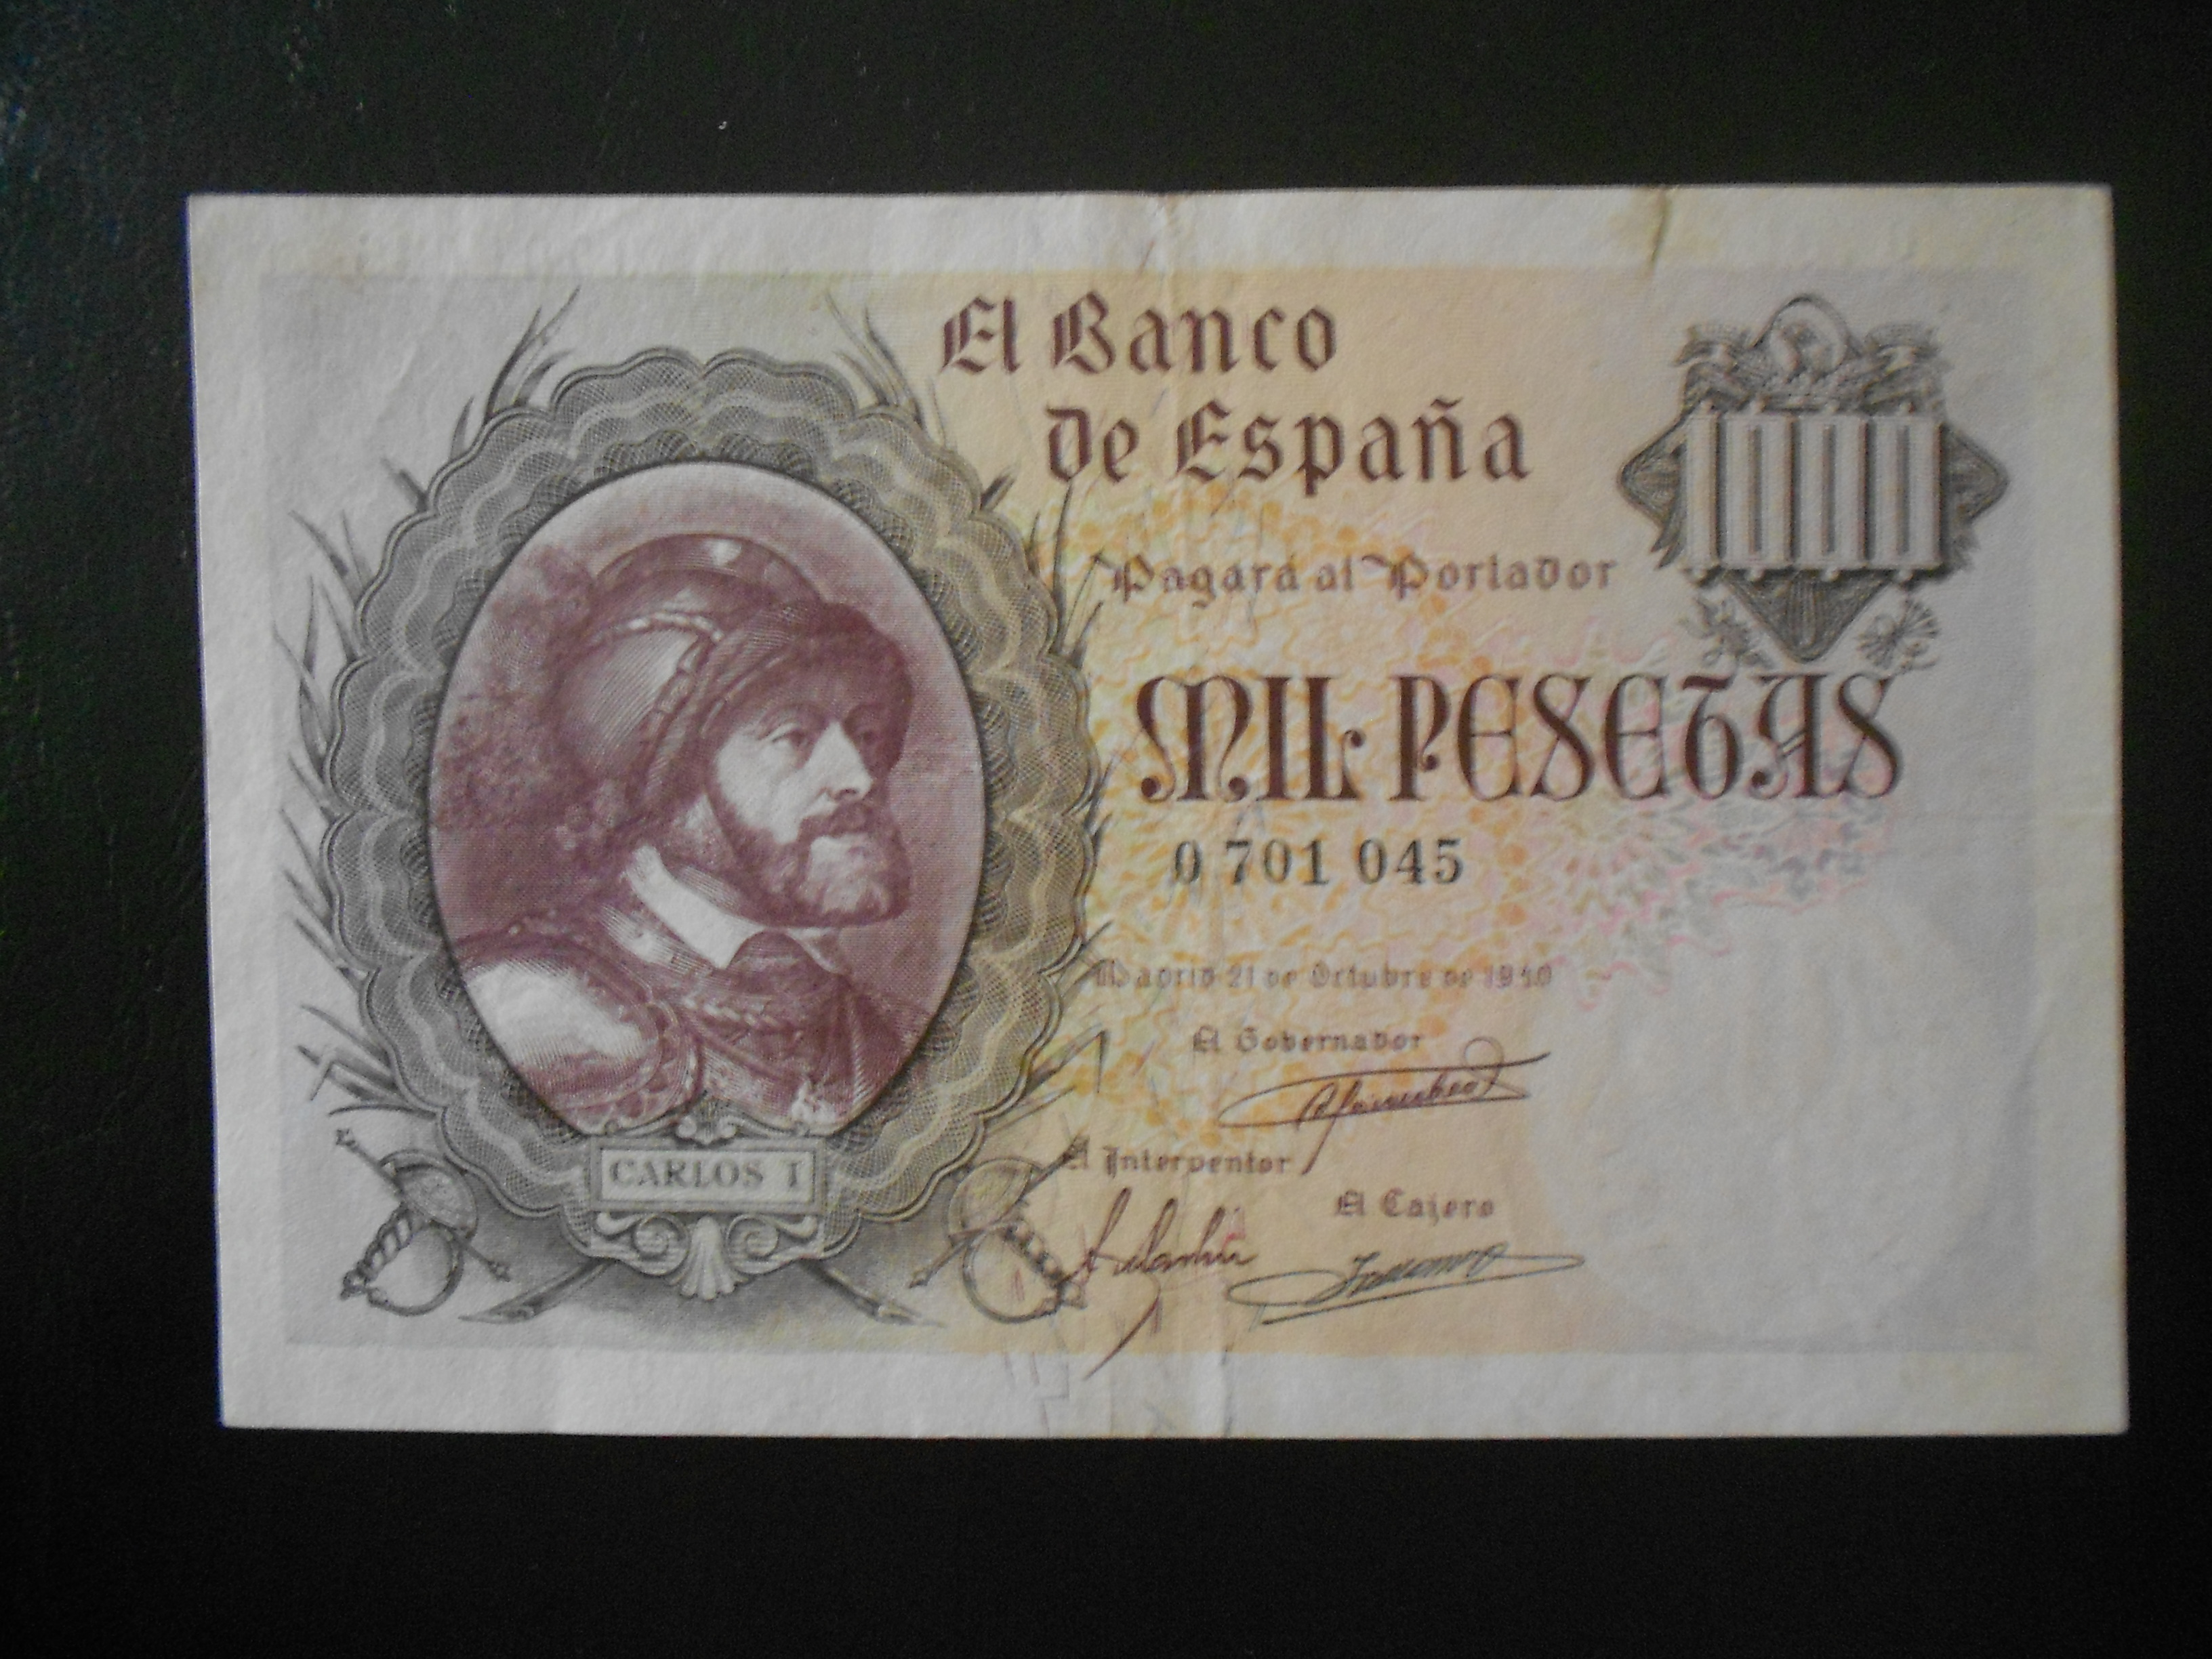 El Banco
de España
1000
Pagará al Portador
MIL PESETAS
0 701 045
Madrid 21 de Octubre de 1940
El Gobernador
El Interventor
El Cajero
CARLOS I